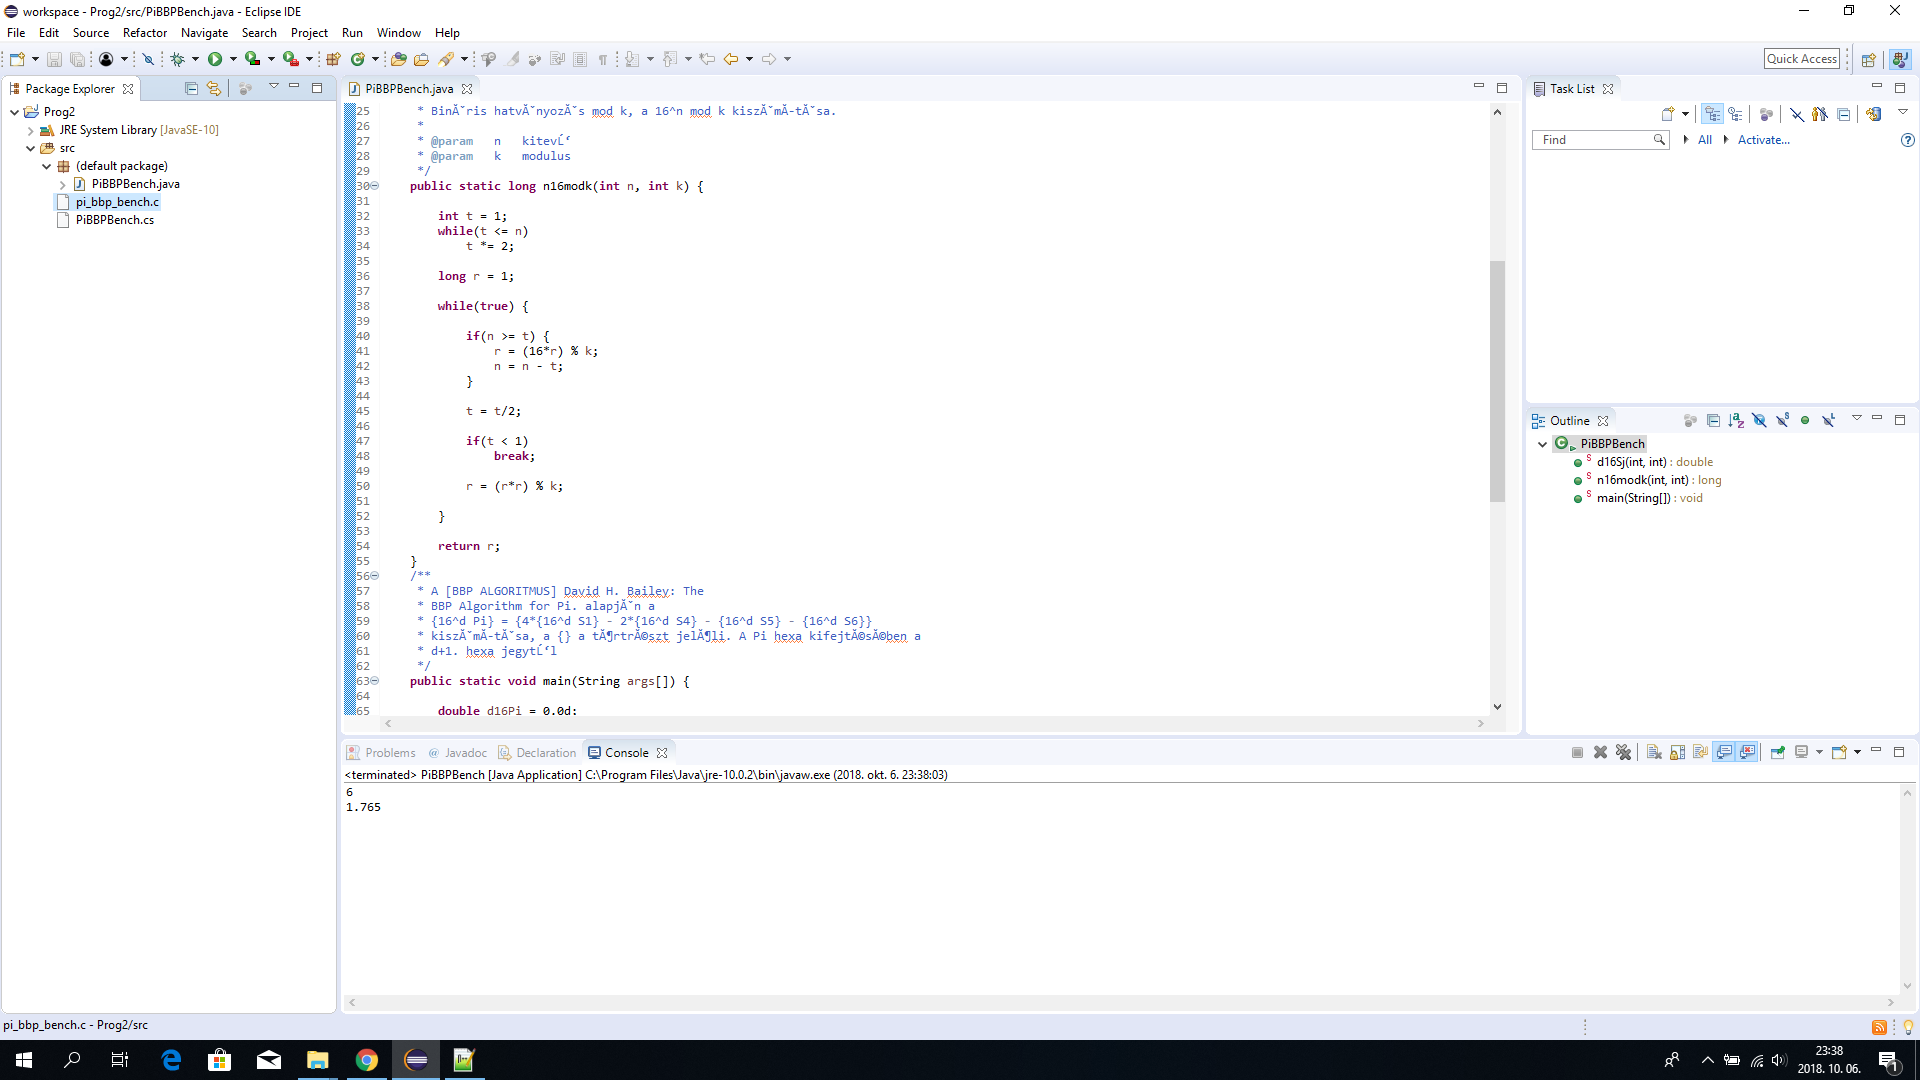 workspace - Prog2/src/PiBBPBench.java - Eclipse IDE
File Edit Source Refactor Navigate Search Project Run Window Help
Quick Access
Package Explorer
Prog2
JRE System Library [JavaSE-10]
src
(default package)
PiBBPBench.java
pi_bbp_bench.c
PiBBPBench.cs
PiBBPBench.java
25 * BinĂˇris hatvĂˇnyozĂˇs mod k, a 16^n mod k kiszĂˇmĂ­tĂˇsa.
26 *
27 * @param n kitevĹ‘
28 * @param k modulus
29 */
30 public static long n16modk(int n, int k) {
31
32 int t = 1;
33 while(t <= n)
34 t *= 2;
35
36 long r = 1;
37
38 while(true) {
39
40 if(n >= t) {
41 r = (16*r) % k;
42 n = n - t;
43 }
44
45 t = t/2;
46
47 if(t < 1)
48 break;
49
50 r = (r*r) % k;
51
52 }
53
54 return r;
55 }
56 /**
57 * A [BBP ALGORITMUS] David H. Bailey: The
58 * BBP Algorithm for Pi. alapjĂˇn a
59 * {16^d Pi} = {4*{16^d S1} - 2*{16^d S4} - {16^d S5} - {16^d S6}}
60 * kiszĂˇmĂ­tĂˇsa, a {} a tĂ¶rtrĂ©szt jelĂ¶li. A Pi hexa kifejtĂ©sĂ©ben a
61 * d+1. hexa jegytĹ‘l
62 */
63 public static void main(String args[]) {
64
65 double d16Pi = 0.0d;
Task List
Find
All
Activate...
Outline
PiBBPBench
d16Sj(int, int) : double
n16modk(int, int) : long
main(String[]) : void
Problems @ Javadoc Declaration Console
<terminated> PiBBPBench [Java Application] C:\Program Files\Java\jre-10.0.2\bin\javaw.exe (2018. okt. 6. 23:38:03)
6
1.765
pi_bbp_bench.c - Prog2/src
23:38
2018. 10. 06.
1